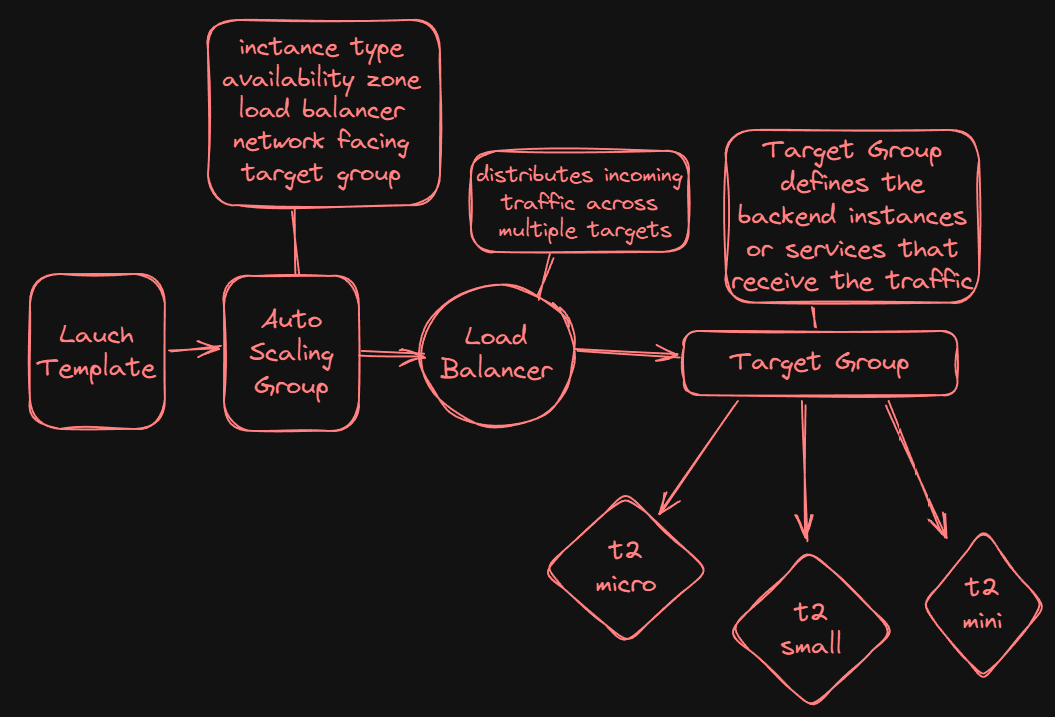 inctance type
availability zone
load balancer
network facing
target group
distributes incoming
traffic across
multiple targets
Target Group
defines the
backend instances
or services that
receive the traffic
Lauch
Template
Auto
Scaling
Group
Load
Balancer
Target Group
t2
micro
t2
small
t2
mini